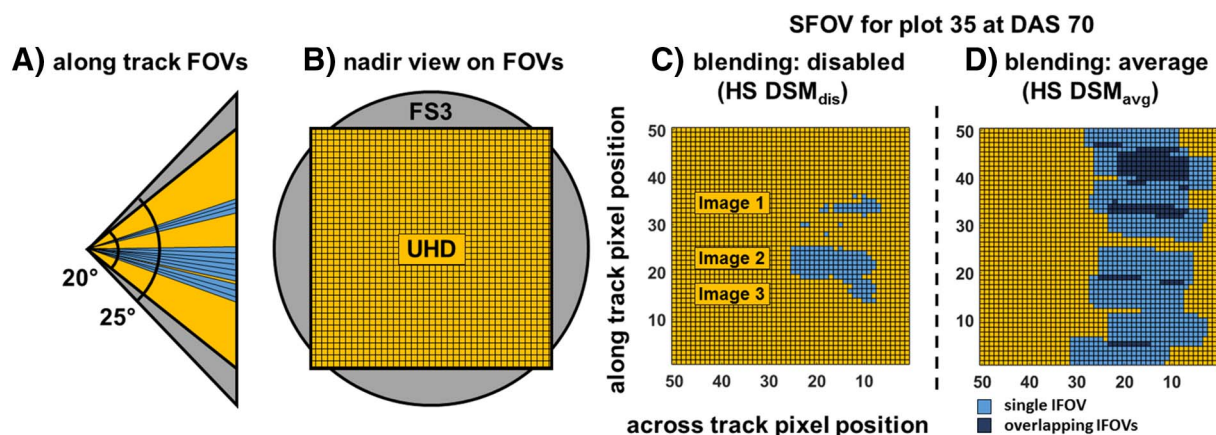 SFOV for plot 35 at DAS 70
A) along track FOVs
B) nadir view on FOVs
C) blending: disabled
(HS DSMdis)
D) blending: average
(HS DSMavg)
20°
25°
FS3
UHD
along track pixel position
50
40
30
20
10
Image 1
Image 2
Image 3
50 40 30 20 10
50
40
30
20
10
50 40 30 20 10
across track pixel position
single IFOV
overlapping IFOVs